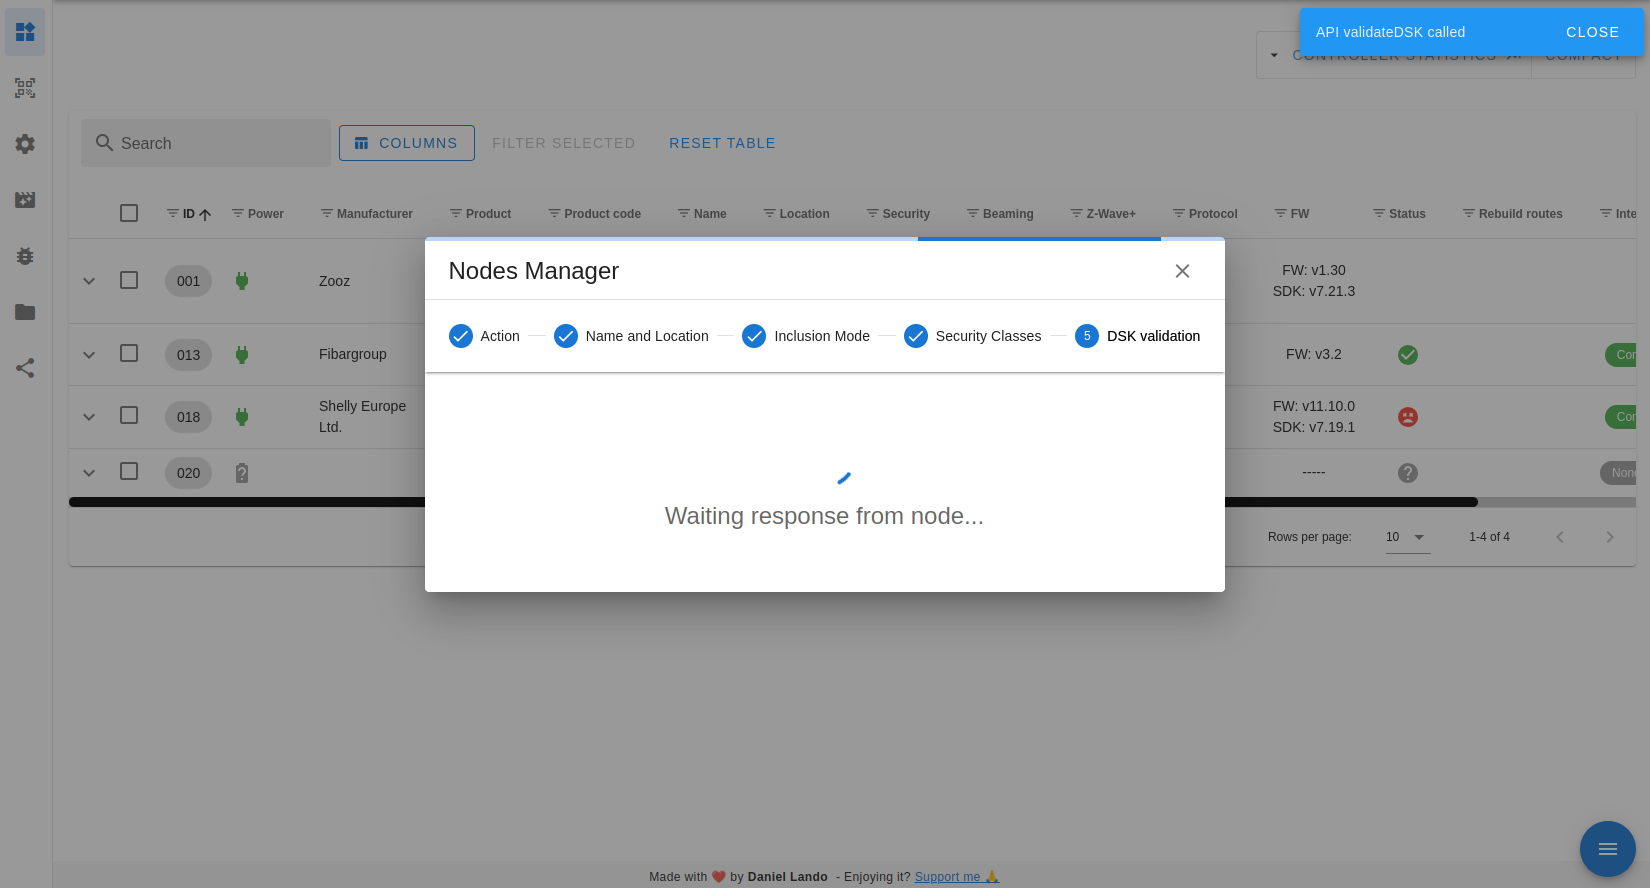 API validateDSK called CLOSE
CONTROLLER STATISTICS COMPACT
Search COLUMNS FILTER SELECTED RESET TABLE
ID Power Manufacturer Product Product code Name Location Security Beaming Z-Wave+ Protocol FW Status Rebuild routes Inte
Nodes Manager
001 Zooz FW: v1.30
SDK: v7.21.3
Action Name and Location Inclusion Mode Security Classes 5 DSK validation
013 Fibargroup FW: v3.2 Con
018 Shelly Europe
Ltd. FW: v11.10.0
SDK: v7.19.1 Con
020 ----- None
Waiting response from node...
Rows per page: 10 1-4 of 4
Made with ❤️ by Daniel Lando - Enjoying it? Support me 🙏